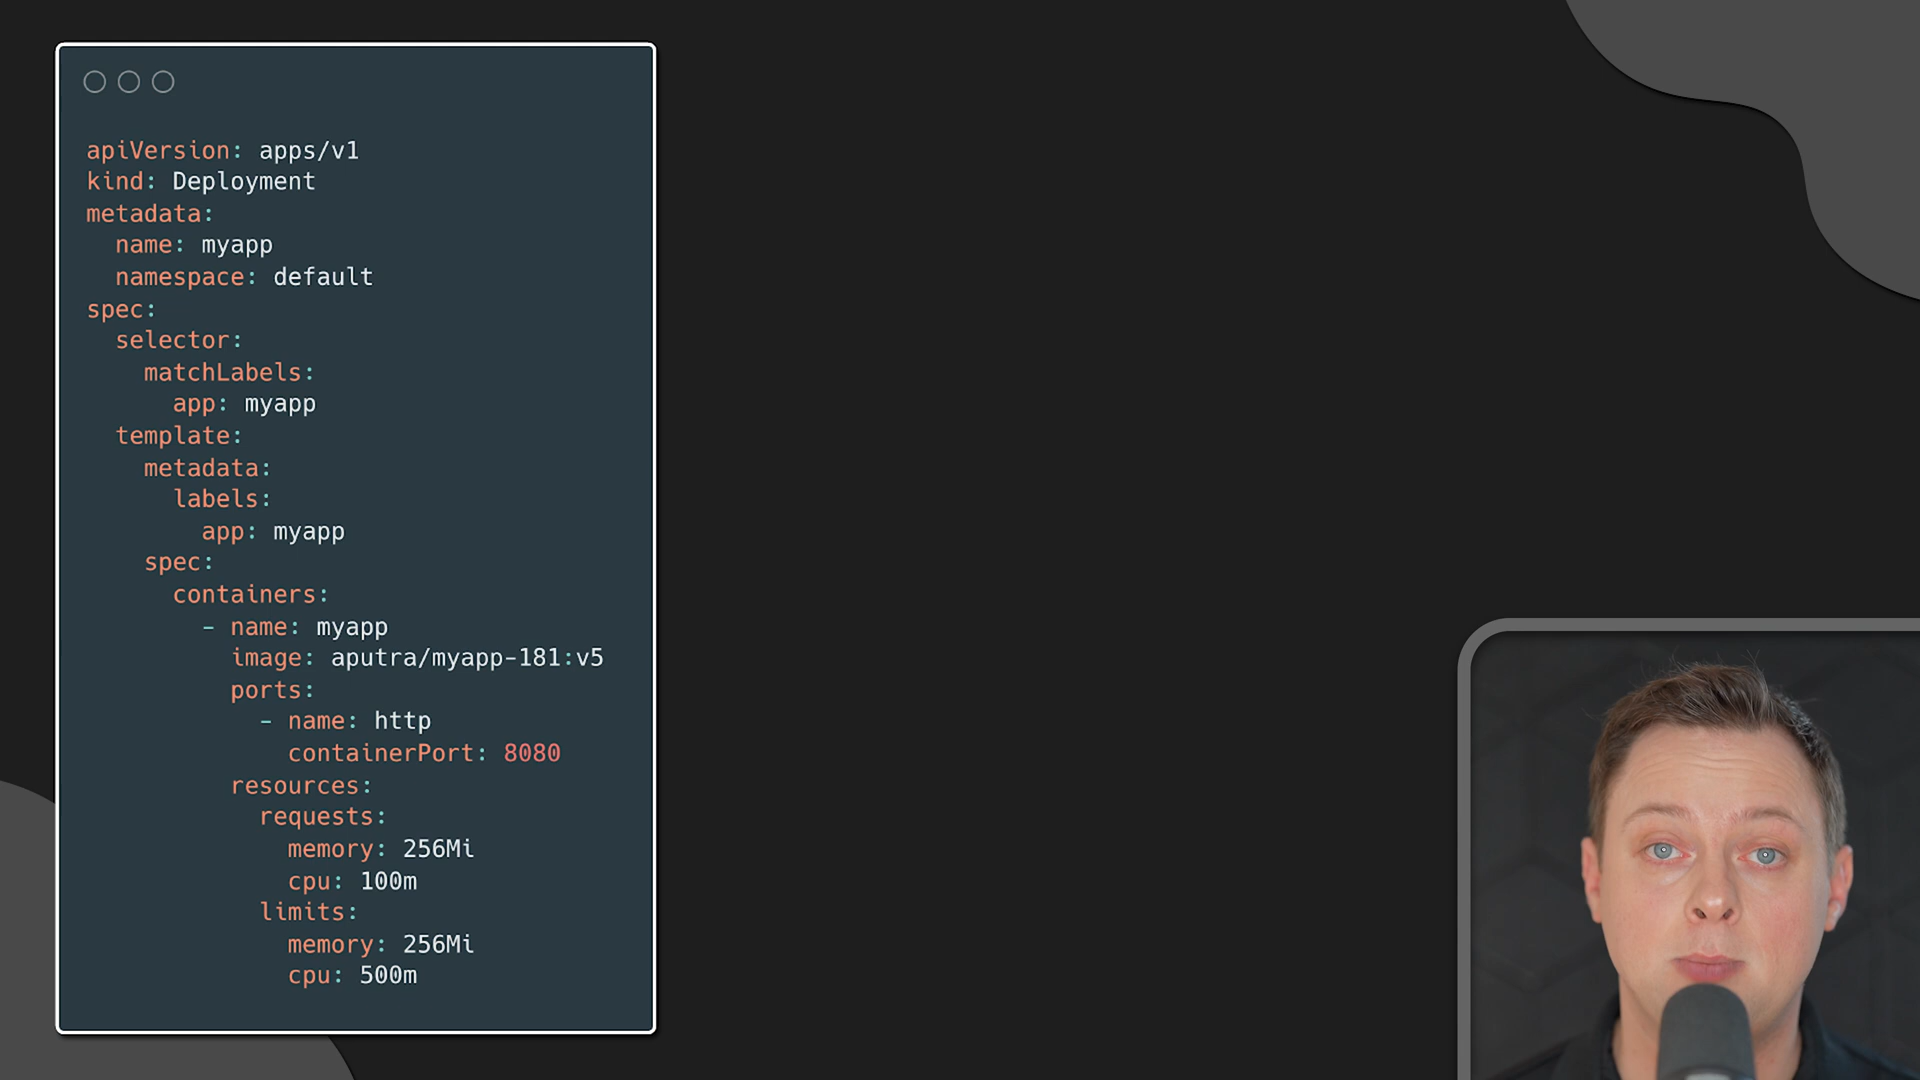 apiVersion: apps/v1
kind: Deployment
metadata:
  name: myapp
  namespace: default
spec:
  selector:
    matchLabels:
      app: myapp
  template:
    metadata:
      labels:
        app: myapp
    spec:
      containers:
        - name: myapp
          image: aputra/myapp-181:v5
          ports:
            - name: http
              containerPort: 8080
          resources:
            requests:
              memory: 256Mi
              cpu: 100m
            limits:
              memory: 256Mi
              cpu: 500m